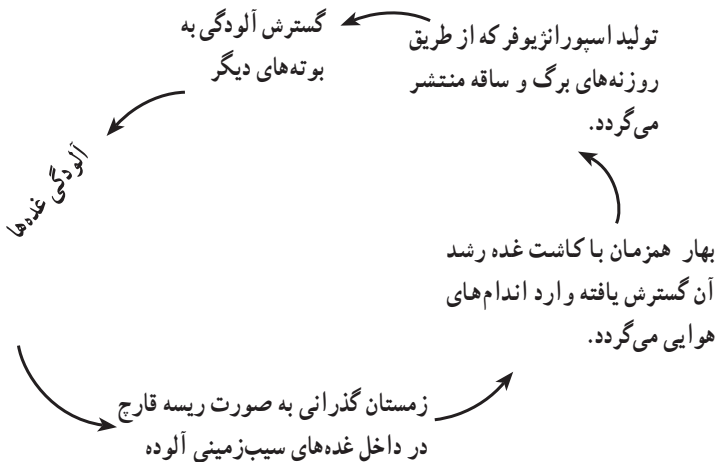 تولید اسپورانژیوفر که از طریق
روزنه‌های برگ و ساقه منتشر
می‌گردد.
گسترش آلودگی به
بوته‌های دیگر
آلودگی غده‌ها
زمستان گذرانی به صورت ریسه قارچ
در داخل غده‌های سیب‌زمینی آلوده
بهار همزمان با کاشت غده رشد
آن گسترش یافته وارد اندام‌های
هوایی می‌گردد.